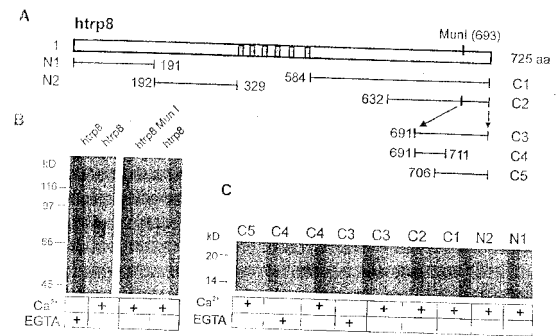 A
htrp8
MunI (693)
1
725 aa
N1 191
584 C1
N2 192 329
632 C2
691 C3
691 711 C4
706 C5
B
htrp8 htrp8 htrp8 Mun I htrp8
kD
116
97
66
45
Ca²⁺ + + +
EGTA +
C
kD C5 C4 C4 C3 C3 C2 C1 N2 N1
20
14
Ca²⁺ + + + + + + +
EGTA + +